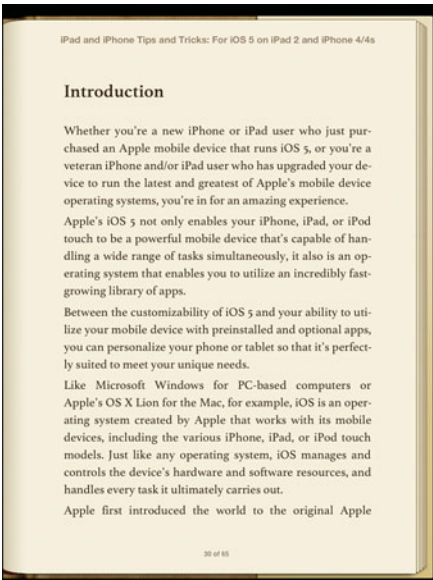 iPad and iPhone Tips and Tricks: For iOS 5 on iPad 2 and iPhone 4/4s
Introduction
Whether you're a new iPhone or iPad user who just pur-
chased an Apple mobile device that runs iOS 5, or you're a
veteran iPhone and/or iPad user who has upgraded your de-
vice to run the latest and greatest of Apple's mobile device
operating systems, you're in for an amazing experience.
Apple's iOS 5 not only enables your iPhone, iPad, or iPod
touch to be a powerful mobile device that's capable of han-
dling a wide range of tasks simultaneously, it also is an op-
erating system that enables you to utilize an incredibly fast-
growing library of apps.
Between the customizability of iOS 5 and your ability to uti-
lize your mobile device with preinstalled and optional apps,
you can personalize your phone or tablet so that it's perfect-
ly suited to meet your unique needs.
Like Microsoft Windows for PC-based computers or
Apple's OS X Lion for the Mac, for example, iOS is an oper-
ating system created by Apple that works with its mobile
devices, including the various iPhone, iPad, or iPod touch
models. Just like any operating system, iOS manages and
controls the device's hardware and software resources, and
handles every task it ultimately carries out.
Apple first introduced the world to the original Apple
30 of 65